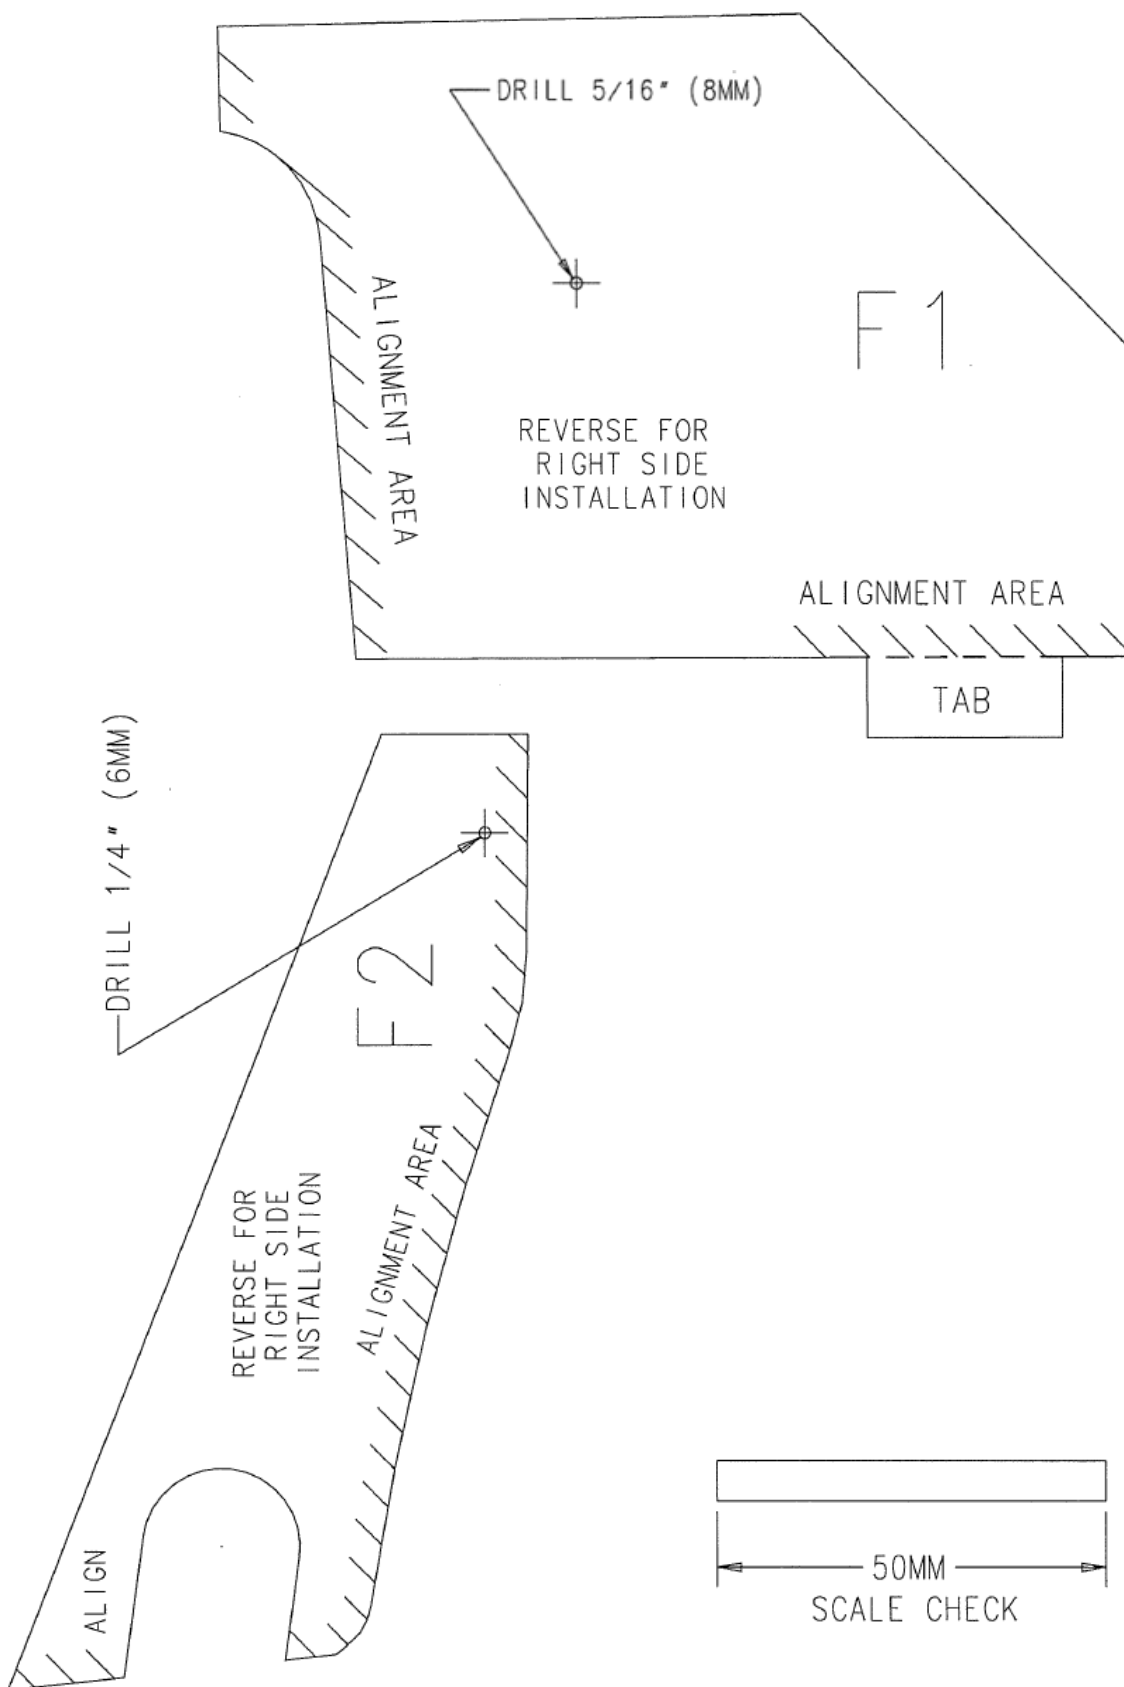 DRILL 5/16" (8MM)
ALIGNMENT AREA
F1
REVERSE FOR
RIGHT SIDE
INSTALLATION
ALIGNMENT AREA
TAB
DRILL 1/4" (6MM)
F2
REVERSE FOR
RIGHT SIDE
INSTALLATION
ALIGNMENT AREA
ALIGN
50MM
SCALE CHECK